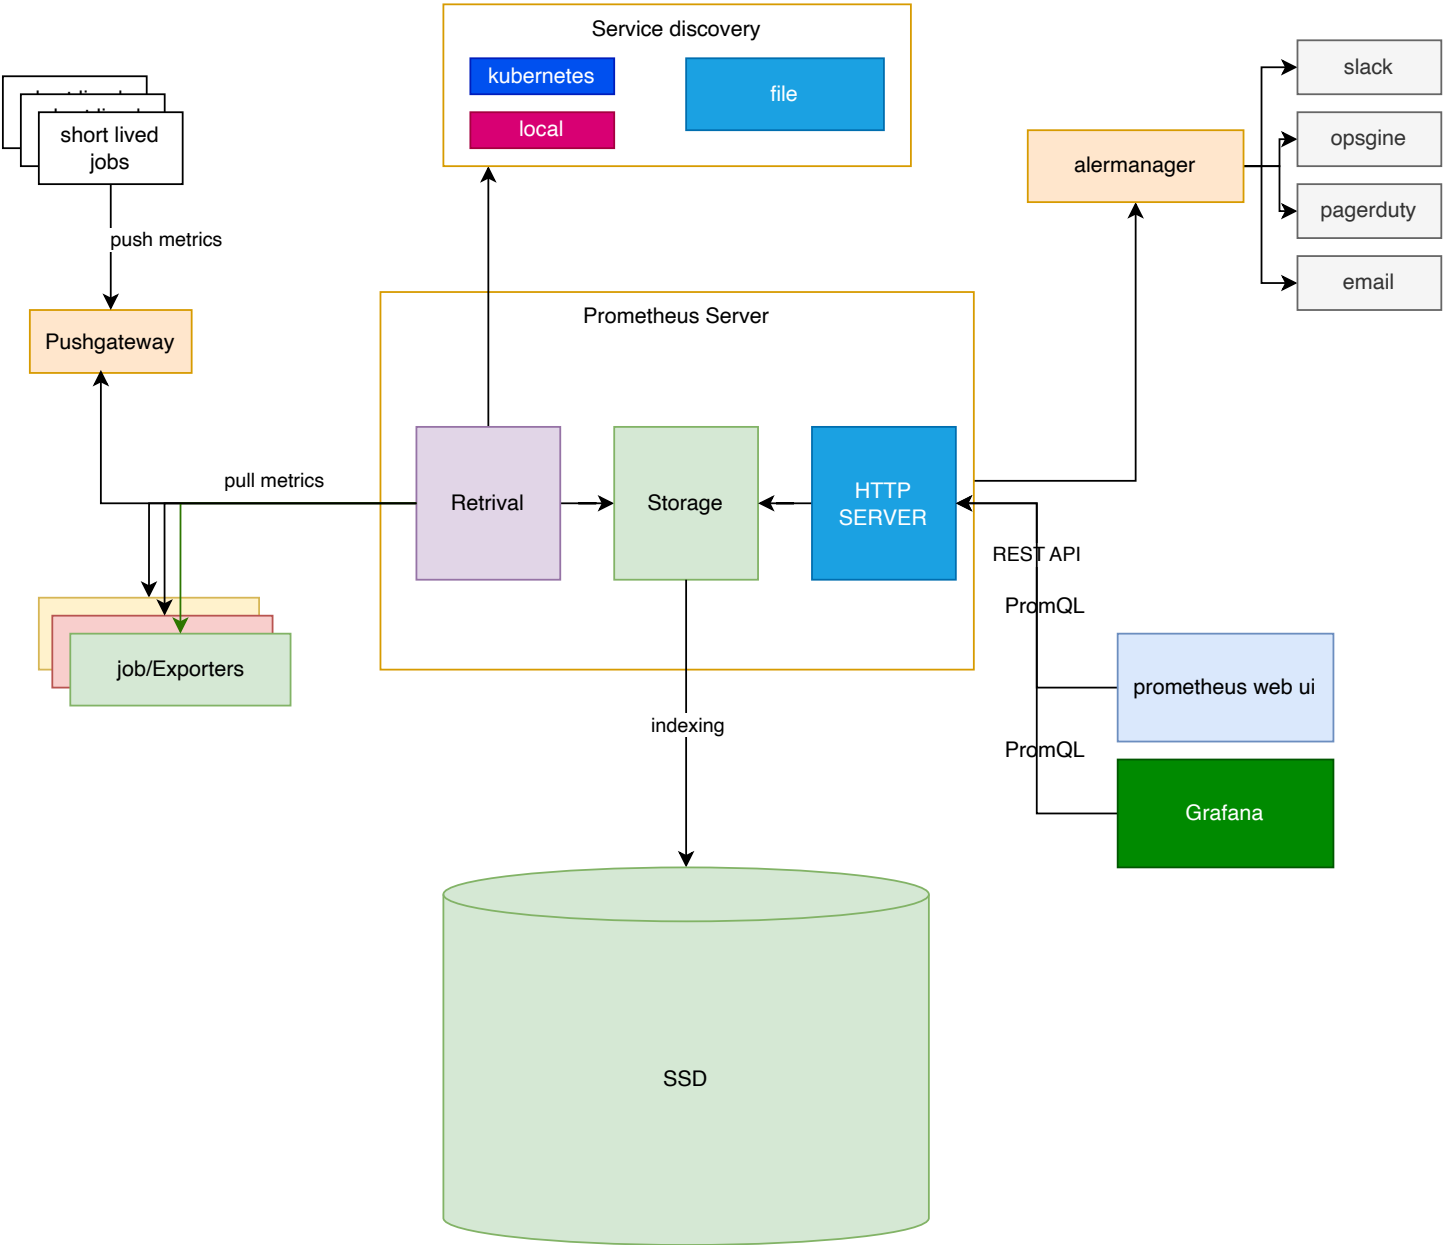 Service discovery
kubernetes
file
local
slack
opsgine
pagerduty
email
alermanager
short lived
jobs
push metrics
Pushgateway
Prometheus Server
pull metrics
Retrival
Storage
HTTP
SERVER
REST API
PromQL
job/Exporters
prometheus web ui
indexing
PromQL
Grafana
SSD